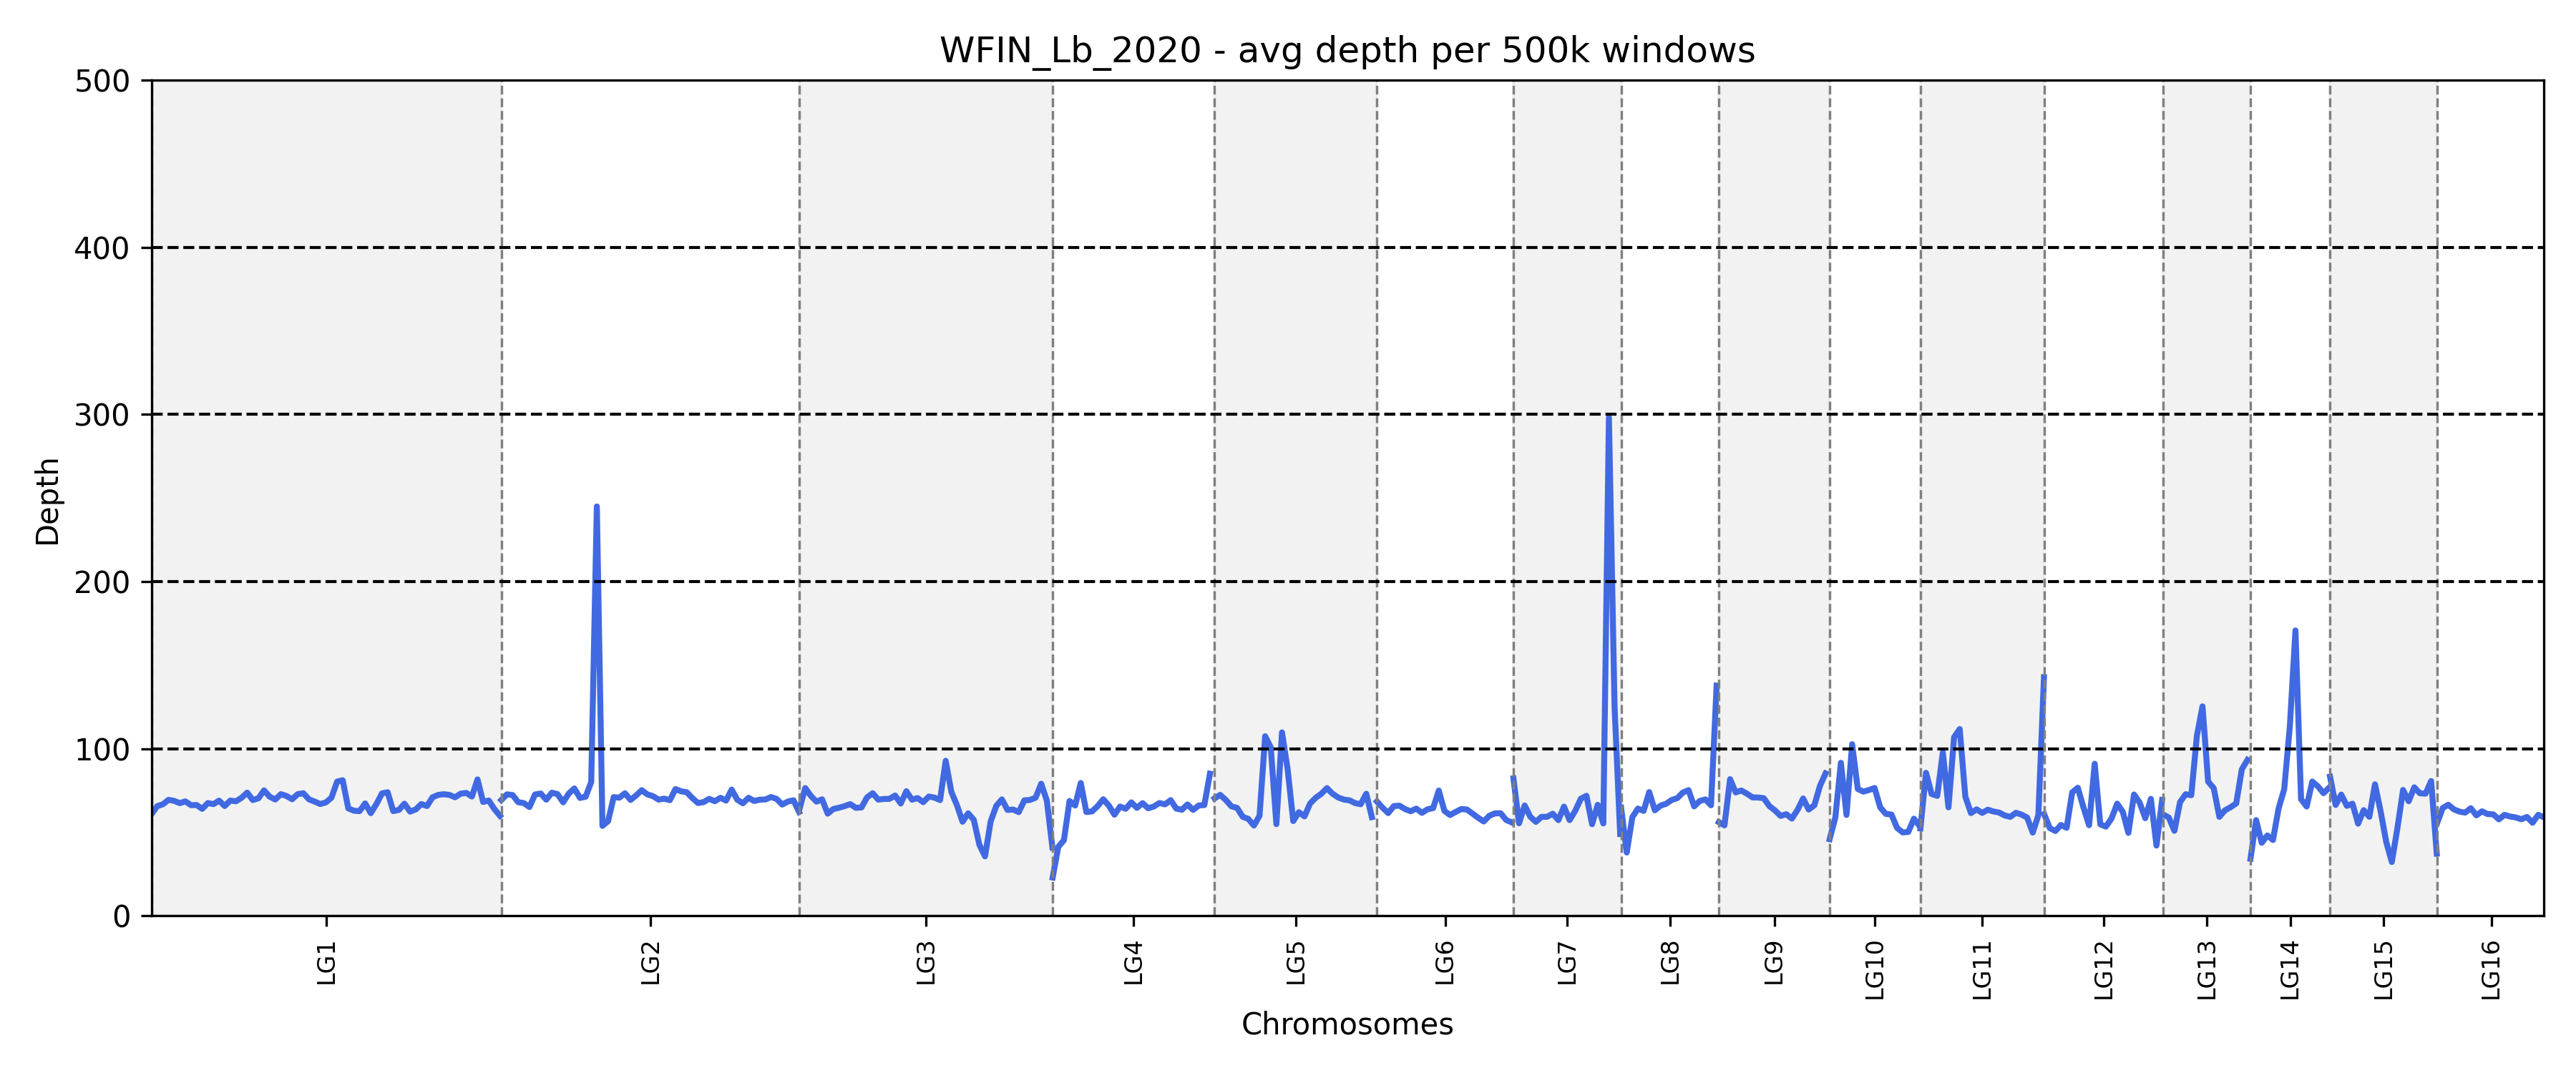 WFIN_Lb_2020 - avg depth per 500k windows
500
400
300
200
100
0
Depth
LG1
LG2
LG3
LG4
LG5
LG6
LG7
LG8
LG9
LG10
LG11
LG12
LG13
LG14
LG15
LG16
Chromosomes